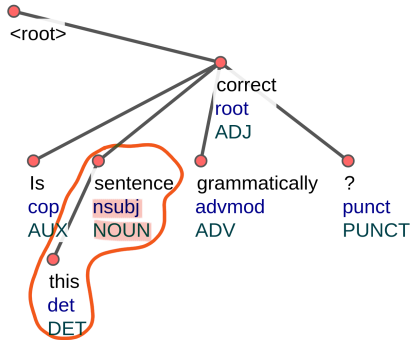 <root>
correct
root
ADJ
Is
cop
AUX
sentence
nsubj
NOUN
grammatically
advmod
ADV
?
punct
PUNCT
this
det
DET